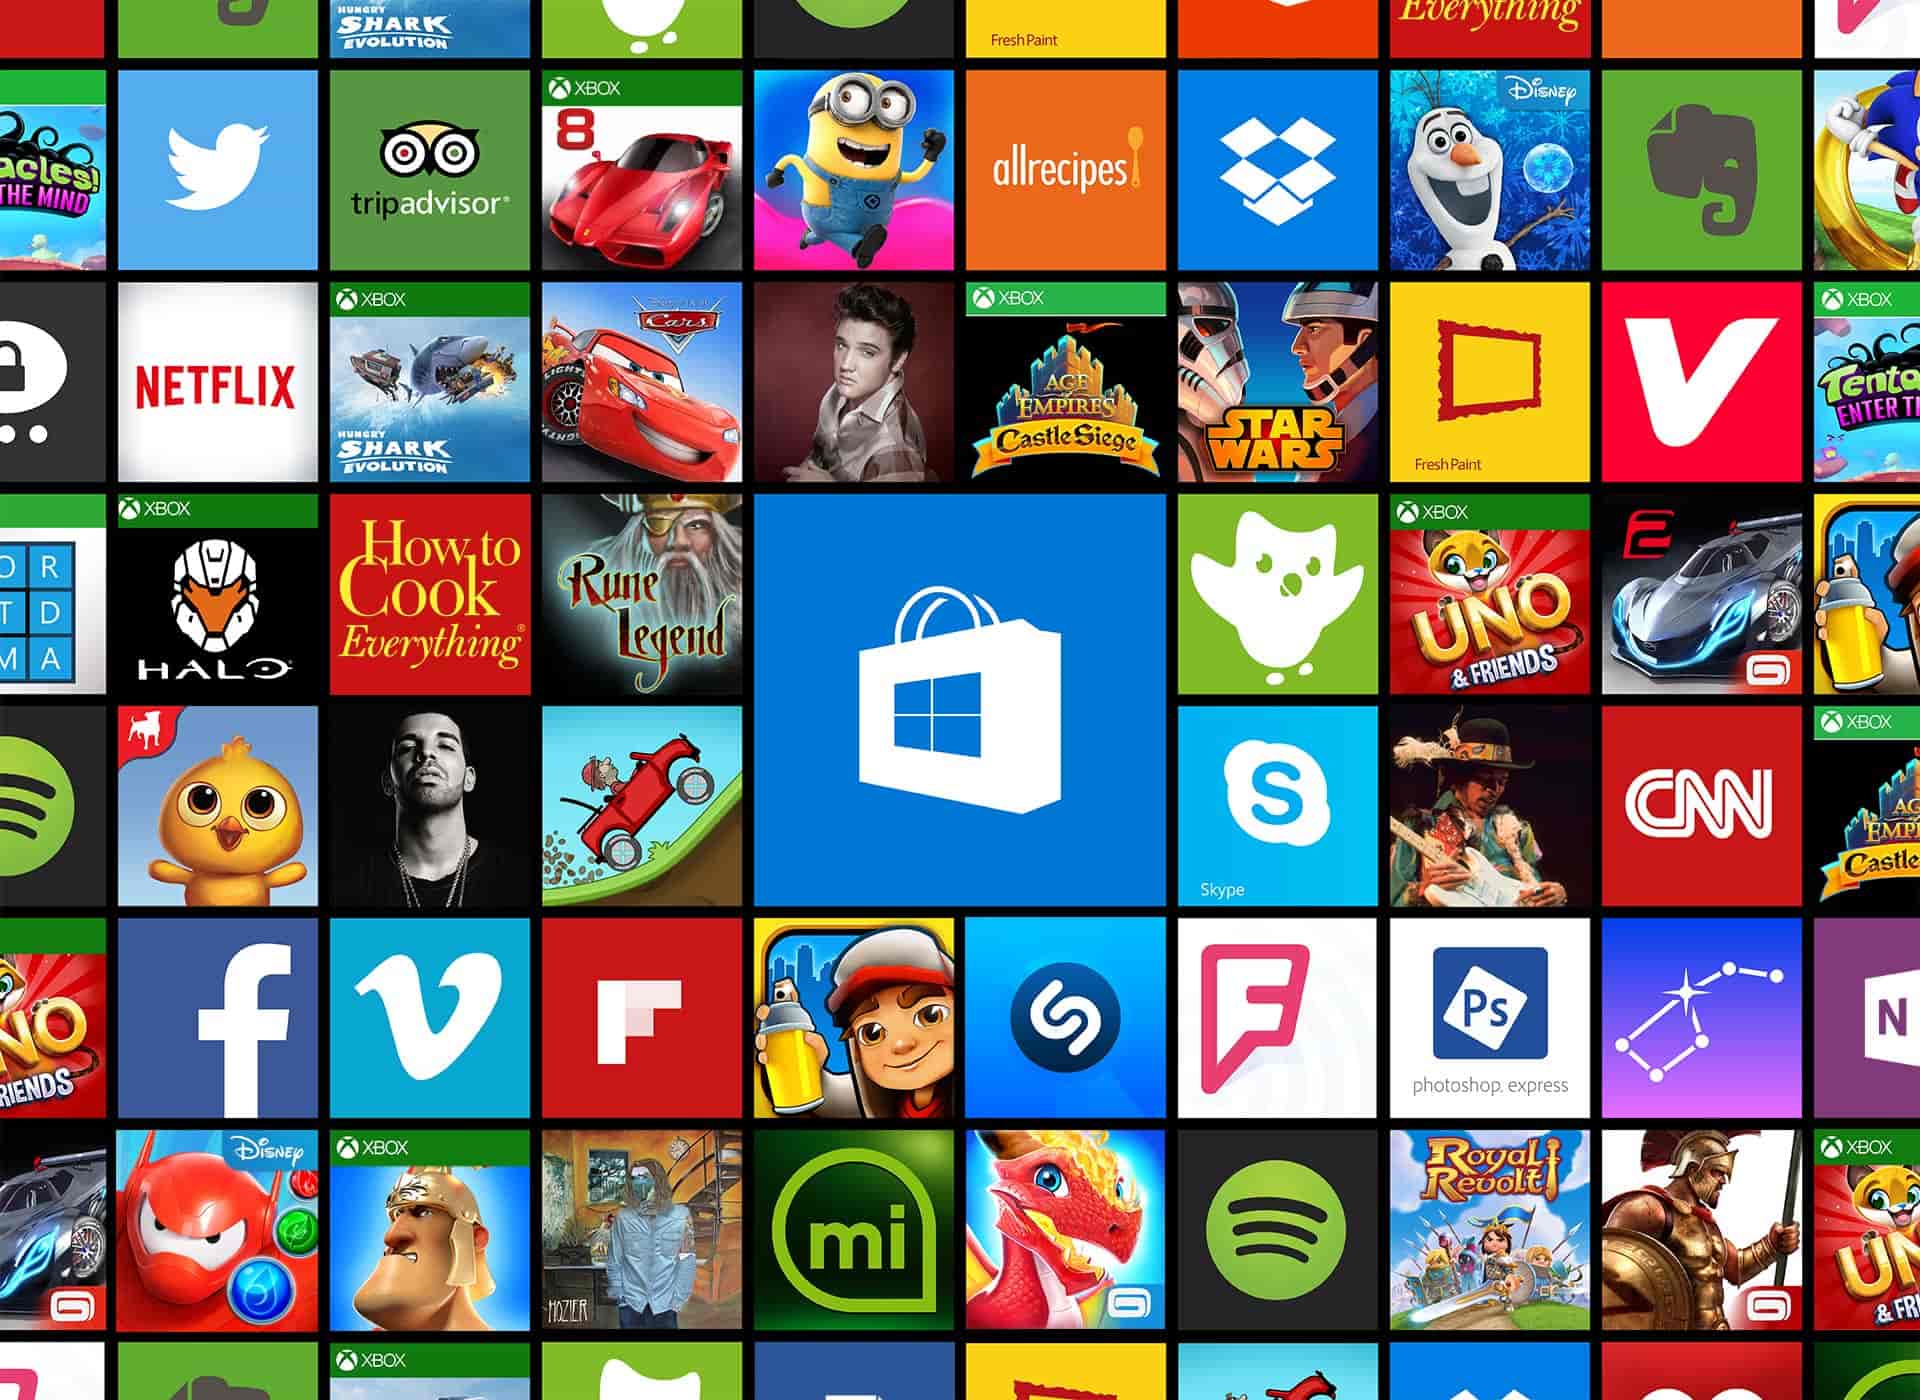 HUNGRY
SHARK
EVOLUTION
Fresh Paint
Everything
acles!
THE MIND
tripadvisor®
XBOX
8
allrecipes
Disney
NETFLIX
XBOX
HUNGRY
SHARK
EVOLUTION
Cars
XBOX
AGE
OF
EMPIRES
Castle Siege
STAR
WARS
Fresh Paint
V
XBOX
Tenta
ENTER TH
O R
T D
M A
XBOX
HALO
How to
Cook
Everything®
Rune
Legend
XBOX
UNO
& FRIENDS
2
S
Skype
CNN
XBOX
AG
EMPI
Castle
NO
RIENDS
f
v
F
Ps
photoshop express
N
Disney
XBOX
HOZIER
mi
Royal
Revolt!
XBOX
UN
& FRI
XBOX